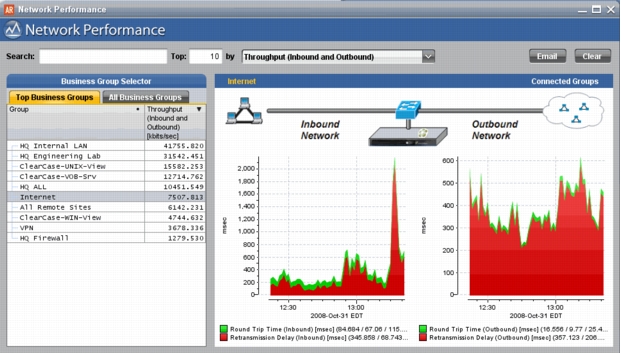 AR Network Performance
Network Performance
Search: Top: 10 by Throughput (Inbound and Outbound) Email Clear
Business Group Selector
Top Business Groups All Business Groups
Group Throughput (Inbound and Outbound) [kbits/sec]
HQ Internal LAN 41755.820
HQ Engineering Lab 31542.451
ClearCase-UNIX-View 15582.253
ClearCase-VOB-Srv 12714.762
HQ ALL 10451.549
Internet 7507.813
All Remote Sites 6142.231
ClearCase-WIN-View 4744.632
VPN 3678.336
HQ Firewall 1279.530
Internet Connected Groups
Inbound Network
Outbound Network
msec
2,000
1,800
1,600
1,400
1,200
1,000
800
700
600
400
200
0
12:30 13:00
2008-Oct-31 EDT
Round Trip Time (Inbound) [msec] (84.684 / 67.06 / 115....
Retransmission Delay (Inbound) [msec] (345.858 / 68.743...
msec
600
500
400
300
200
100
0
12:30 13:00
2008-Oct-31 EDT
Round Trip Time (Outbound) [msec] (16.566 / 9.77 / 25.4...
Retransmission Delay (Outbound) [msec] (357.123 / 206....